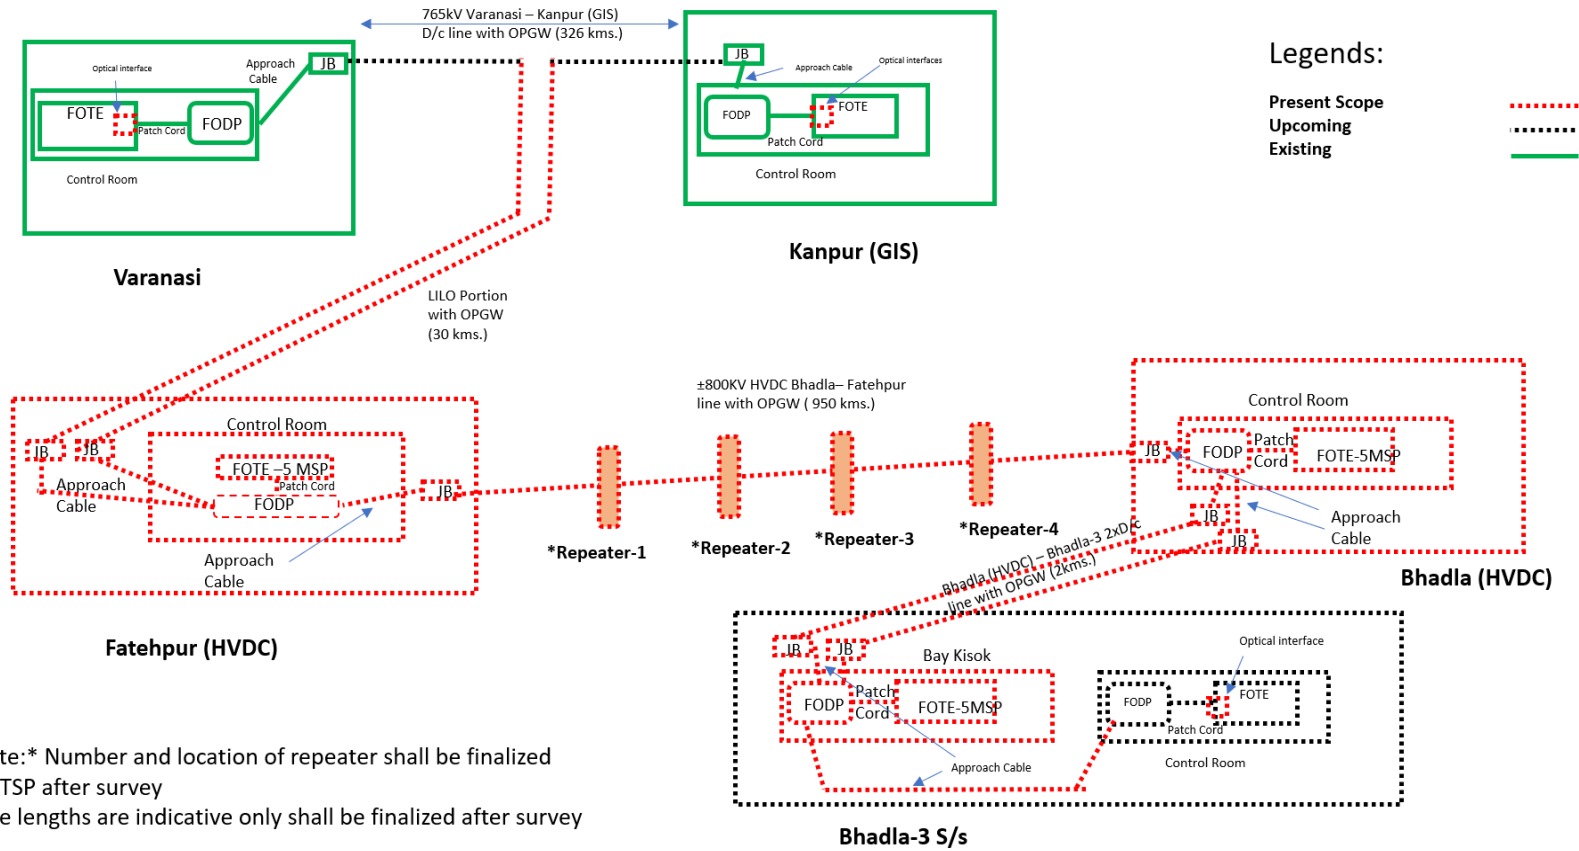 765kV Varanasi – Kanpur (GIS)
D/c line with OPGW (326 kms.)
Optical interface
Approach
Cable
JB
FOTE
Patch Cord
FODP
Control Room
Varanasi
JB
Approach Cable
Optical interfaces
FODP
FOTE
Patch Cord
Control Room
Kanpur (GIS)
Legends:
Present Scope
Upcoming
Existing
LILO Portion
with OPGW
(30 kms.)
Control Room
JB
JB
FOTE –5 MSP
Patch Cord
FODP
Approach
Cable
JB
Approach
Cable
Fatehpur (HVDC)
±800KV HVDC Bhadla– Fatehpur
line with OPGW ( 950 kms.)
*Repeater-1
*Repeater-2
*Repeater-3
*Repeater-4
Control Room
JB
FODP
Patch
Cord
FOTE-5MSP
JB
JB
Approach
Cable
Bhadla (HVDC)
Bhadla (HVDC) – Bhadla-3 2xD/c
line with OPGW (2kms.)
JB
JB
Bay Kisok
FODP
Patch
Cord
FOTE-5MSP
Approach Cable
Optical interface
FODP
FOTE
Patch Cord
Control Room
Bhadla-3 S/s
te:* Number and location of repeater shall be finalized
TSP after survey
e lengths are indicative only shall be finalized after survey